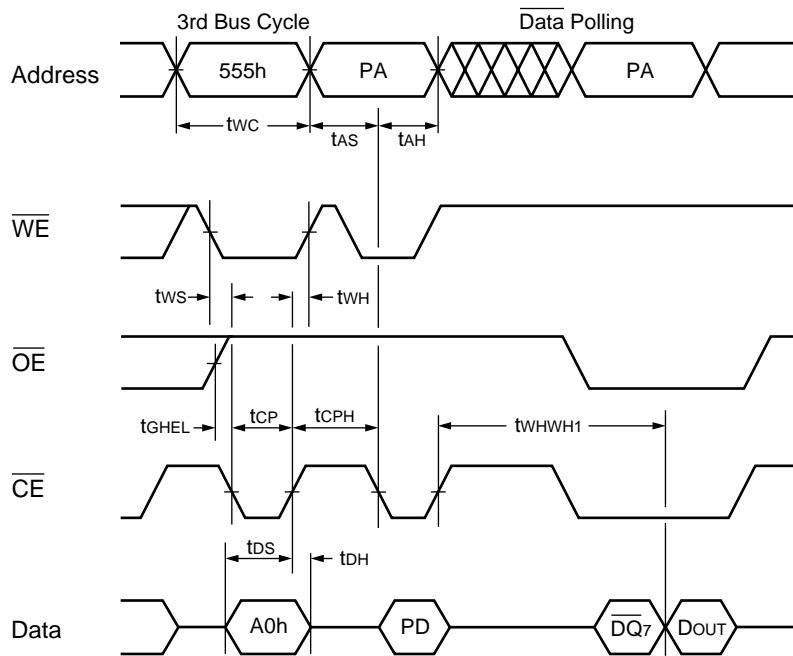 3rd Bus Cycle Data Polling
Address 555h PA PA
tWC tAS tAH
WE
tWS tWH
OE
tGHEL tCP tCPH tWHWH1
CE
tDS tDH
Data A0h PD DQ7 DOUT